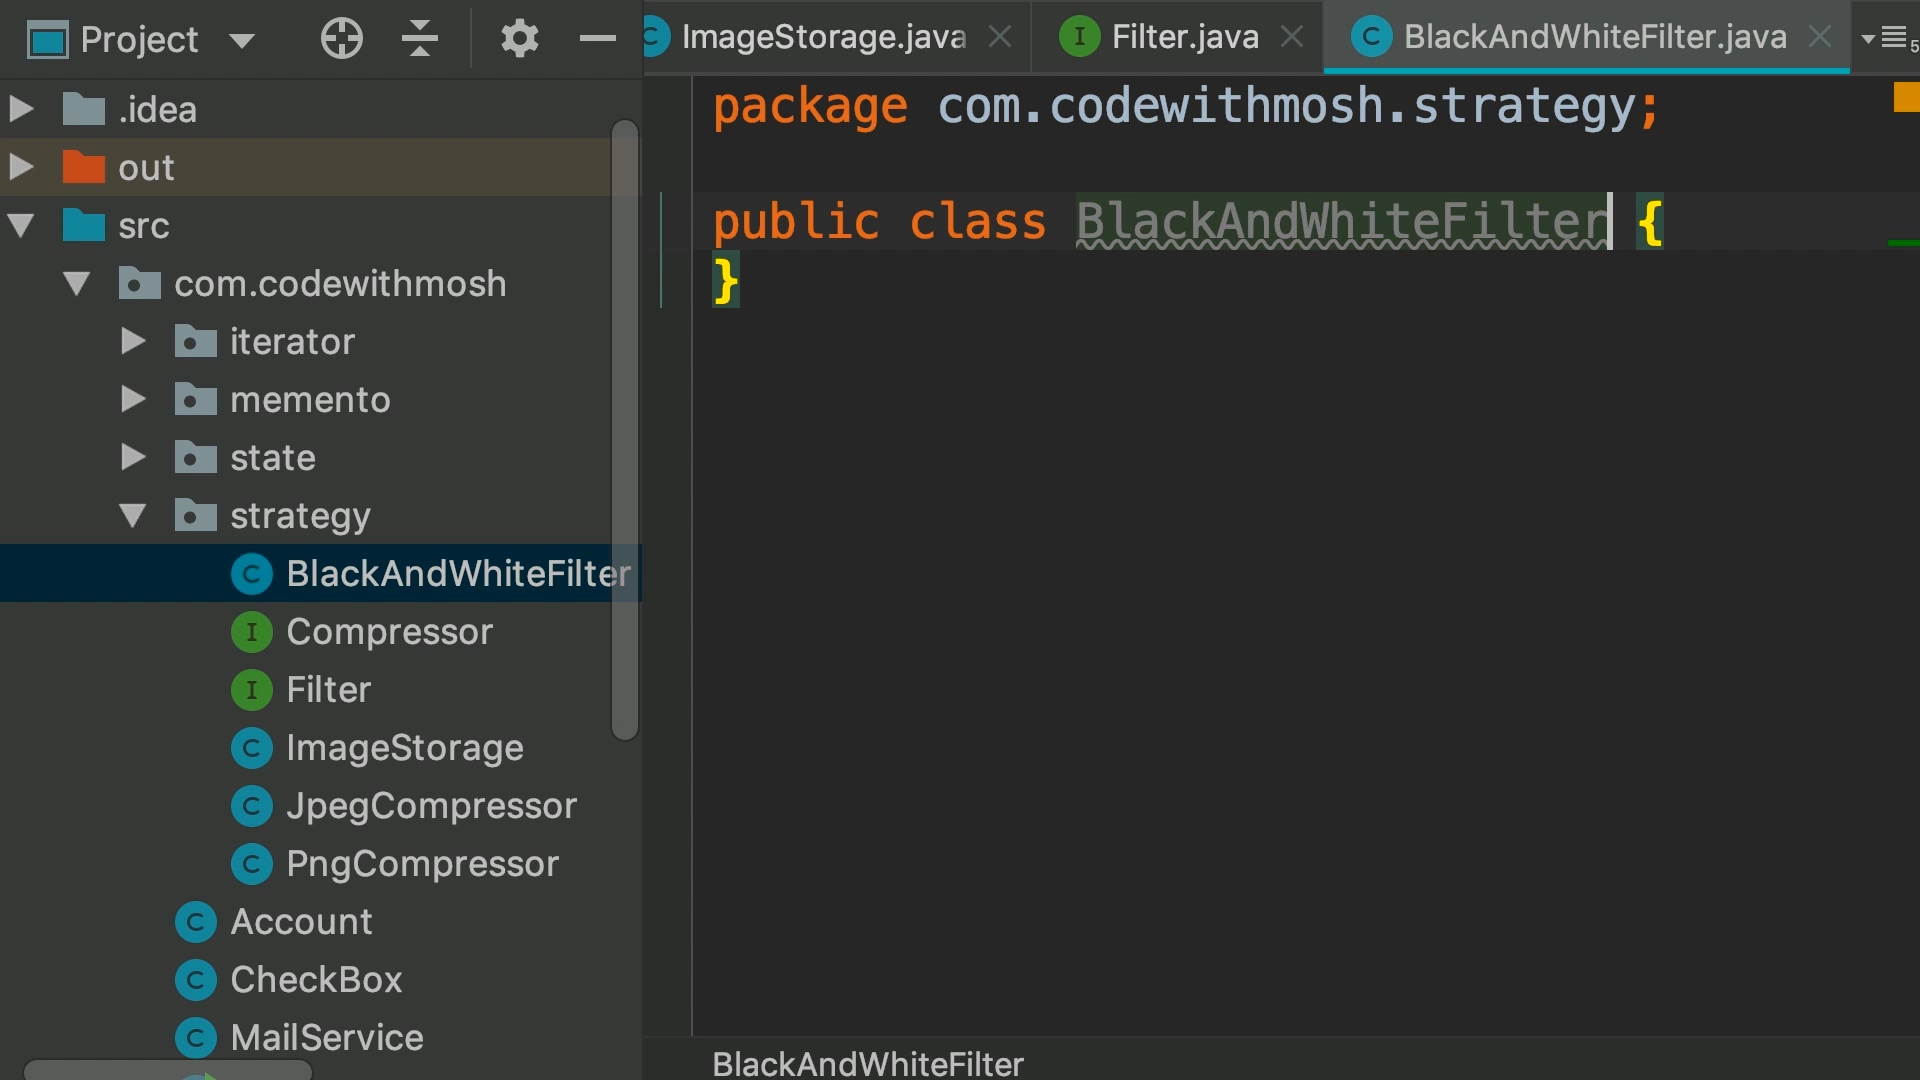 Project
ImageStorage.java
Filter.java
BlackAndWhiteFilter.java
5
.idea
out
src
com.codewithmosh
iterator
memento
state
strategy
C BlackAndWhiteFilter
I Compressor
I Filter
C ImageStorage
C JpegCompressor
C PngCompressor
C Account
C CheckBox
C MailService
package com.codewithmosh.strategy;
public class BlackAndWhiteFilter {
}
BlackAndWhiteFilter